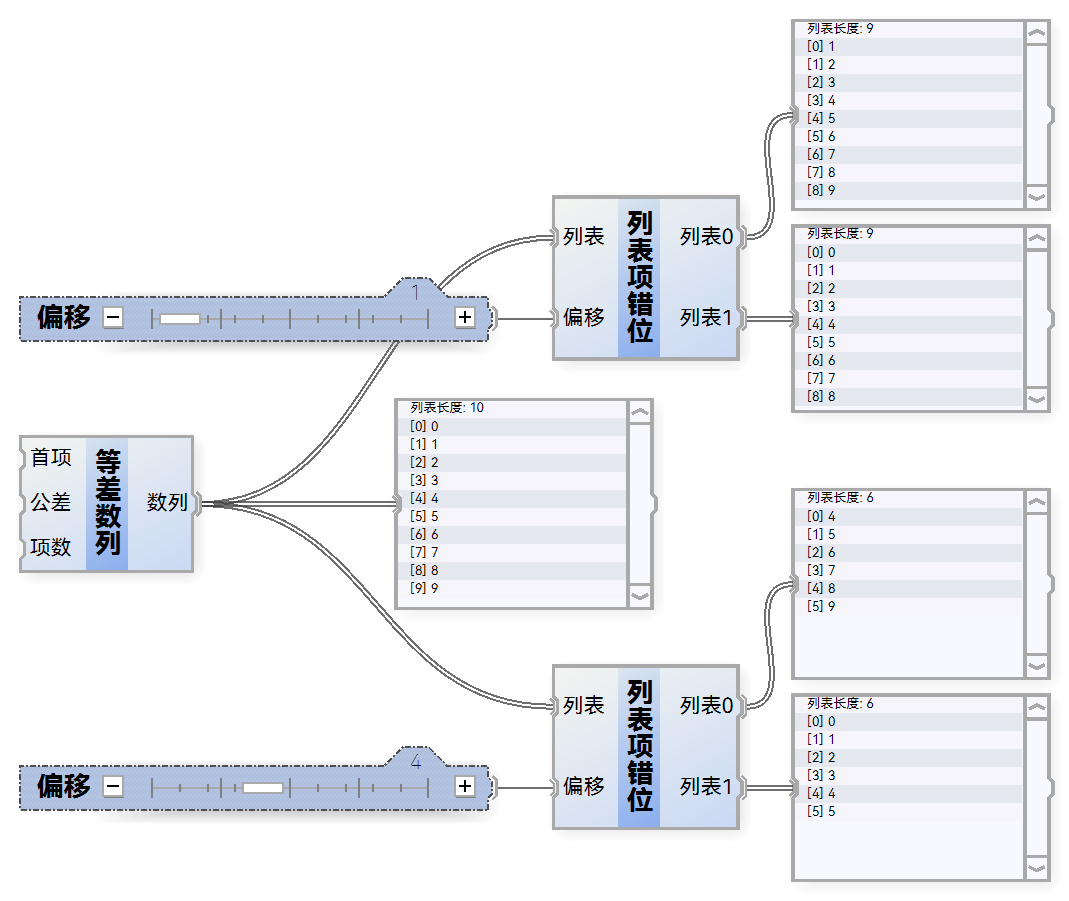 列表长度: 9
[0] 1
[1] 2
[2] 3
[3] 4
[4] 5
[5] 6
[6] 7
[7] 8
[8] 9
列表
列表项错位
列表0
偏移
列表1
列表长度: 9
[0] 0
[1] 1
[2] 2
[3] 3
[4] 4
[5] 5
[6] 6
[7] 7
[8] 8
偏移
1
首项
公差
项数
等差数列
数列
列表长度: 10
[0] 0
[1] 1
[2] 2
[3] 3
[4] 4
[5] 5
[6] 6
[7] 7
[8] 8
[9] 9
列表长度: 6
[0] 4
[1] 5
[2] 6
[3] 7
[4] 8
[5] 9
列表
列表项错位
列表0
偏移
列表1
列表长度: 6
[0] 0
[1] 1
[2] 2
[3] 3
[4] 4
[5] 5
偏移
4